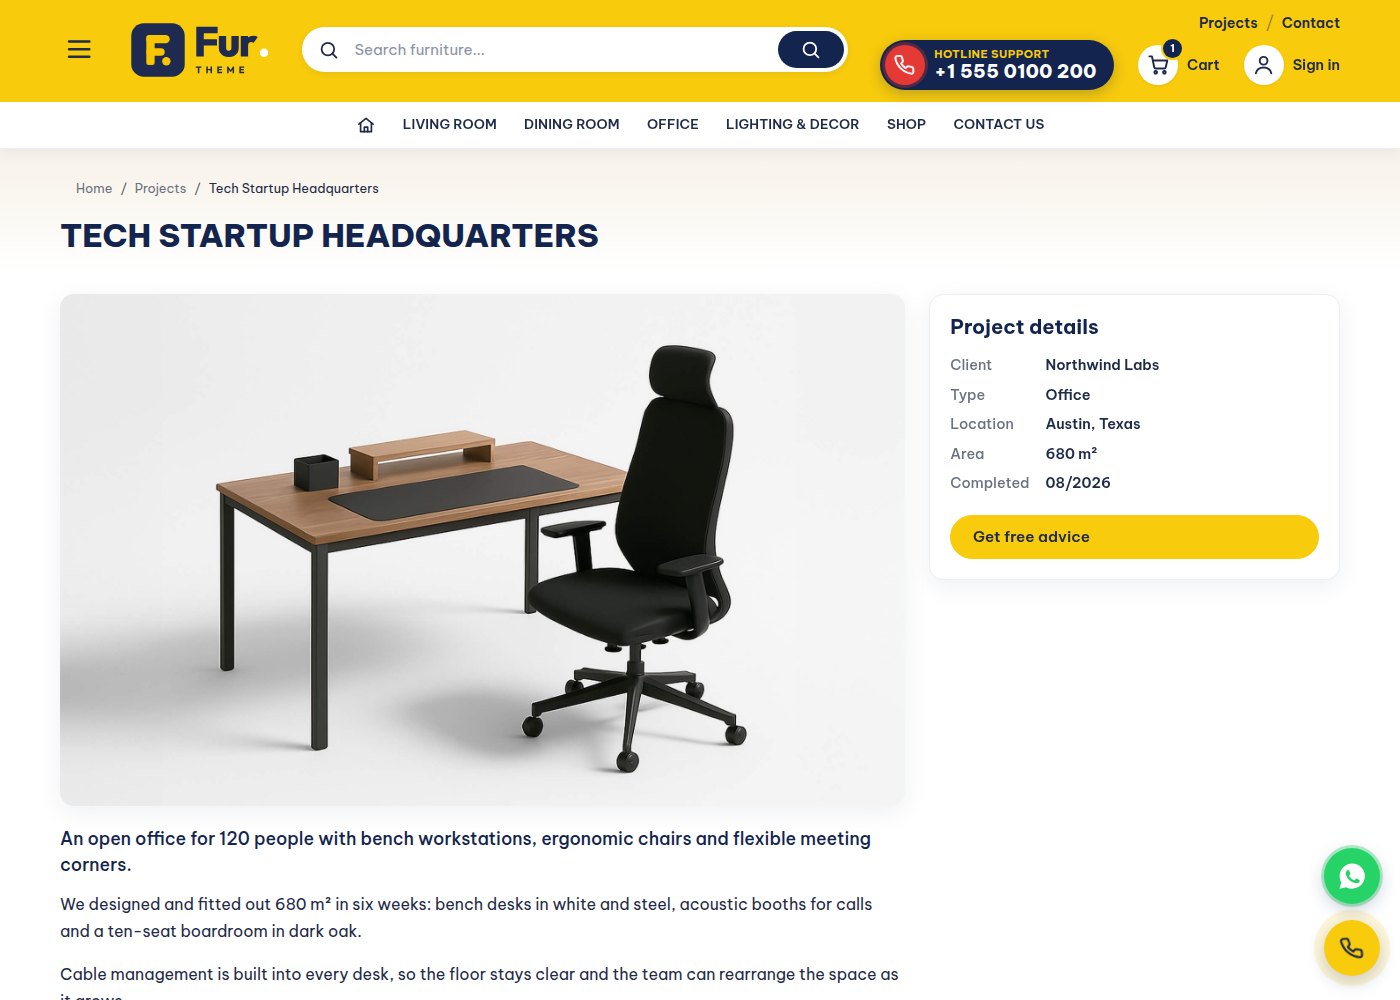 Projects / Contact
F. Fur.
THEME
Search furniture...
HOTLINE SUPPORT
+1 555 0100 200
1
Cart
Sign in
LIVING ROOM DINING ROOM OFFICE LIGHTING & DECOR SHOP CONTACT US
Home / Projects / Tech Startup Headquarters
TECH STARTUP HEADQUARTERS
Project details
Client Northwind Labs
Type Office
Location Austin, Texas
Area 680 m²
Completed 08/2026
Get free advice
An open office for 120 people with bench workstations, ergonomic chairs and flexible meeting
corners.
We designed and fitted out 680 m² in six weeks: bench desks in white and steel, acoustic booths for calls
and a ten-seat boardroom in dark oak.
Cable management is built into every desk, so the floor stays clear and the team can rearrange the space as
it grows.